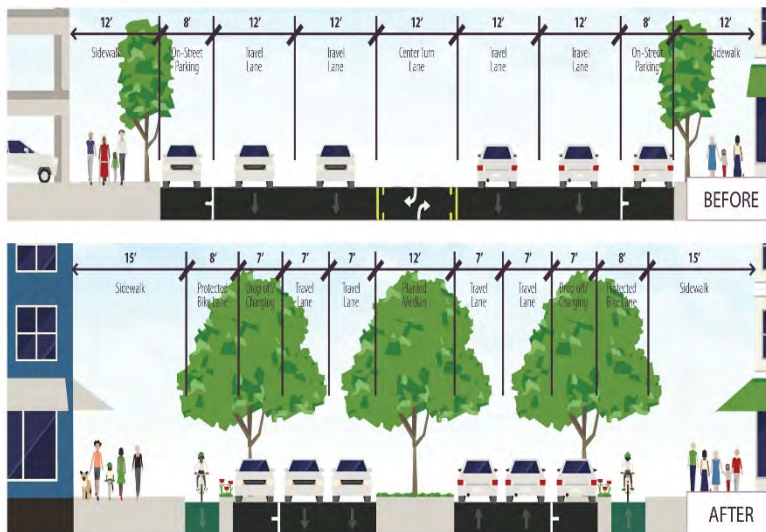 12' 8' 12' 12' 12' 12' 12' 8' 12'
Sidewalk On-Street Travel Travel Center Turn Travel Travel On-Street Sidewalk
Parking Lane Lane Lane Lane Lane Parking
BEFORE
15' 8' 7' 7' 7' 12' 7' 7' 7' 8' 15'
Sidewalk Protected Drop off/ Travel Travel Planted Travel Travel Drop off/ Protected Sidewalk
Bike Lane Charging Lane Lane Median Lane Lane Charging Bike Lane
AFTER